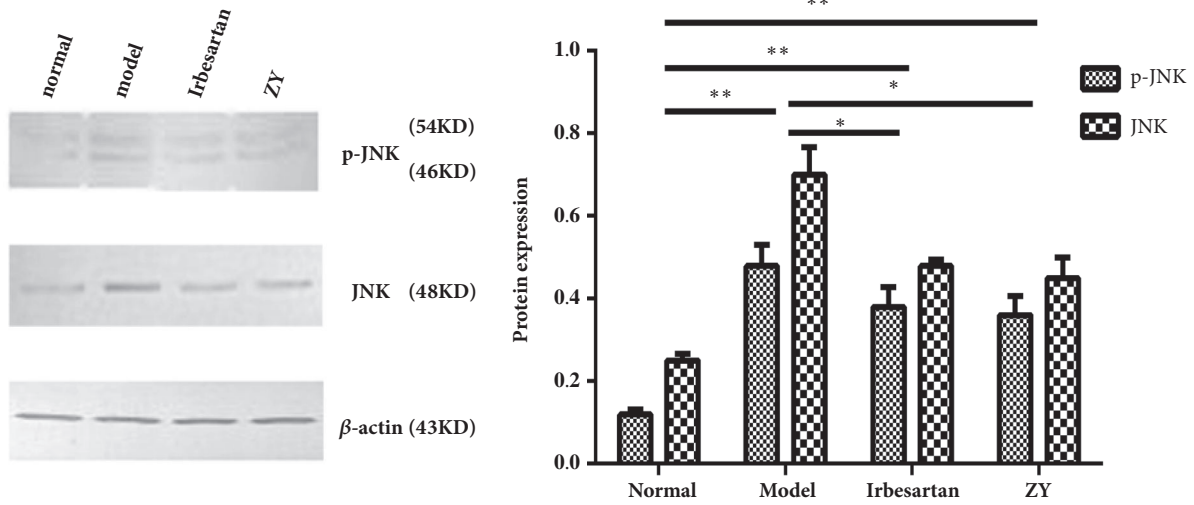 normal model Irbesartan ZY
(54KD)
p-JNK
(46KD)
JNK (48KD)
β-actin (43KD)
**
**
**
*
*
p-JNK
JNK
Protein expression
1.0
0.8
0.6
0.4
0.2
0.0
Normal Model Irbesartan ZY